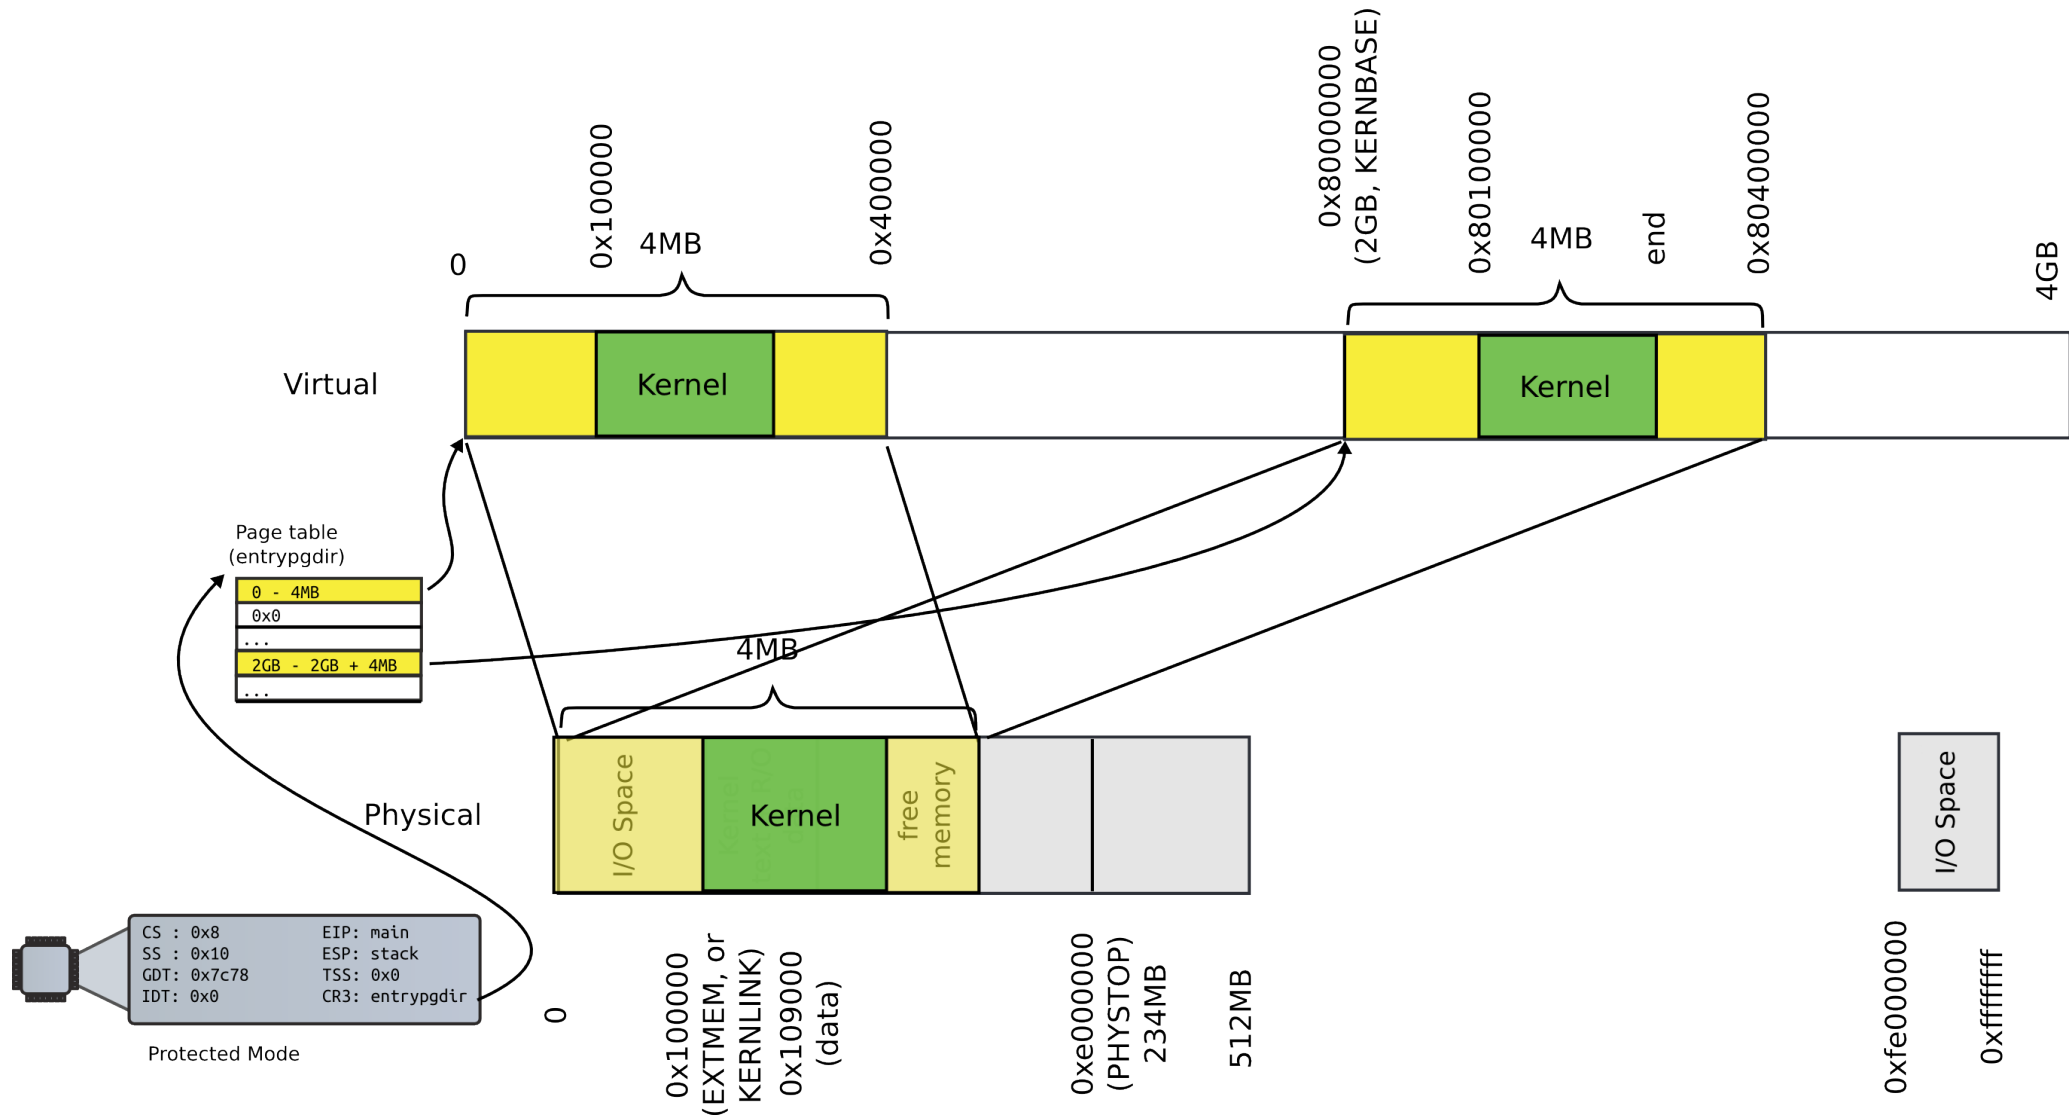 0
0x100000
4MB
0x400000
0x80000000
(2GB, KERNBASE)
0x80100000
4MB
end
0x80400000
4GB
Virtual
Kernel
Kernel
Page table
(entrypgdir)
0 - 4MB
0x0
...
2GB - 2GB + 4MB
...
4MB
Physical
I/O Space
Kernel
free
memory
I/O Space
CS : 0x8
SS : 0x10
GDT: 0x7c78
IDT: 0x0
EIP: main
ESP: stack
TSS: 0x0
CR3: entrypgdir
Protected Mode
0
0x100000
(EXTMEM, or
KERNLINK)
0x109000
(data)
0xe000000
(PHYSTOP)
234MB
512MB
0xfe000000
0xffffffff